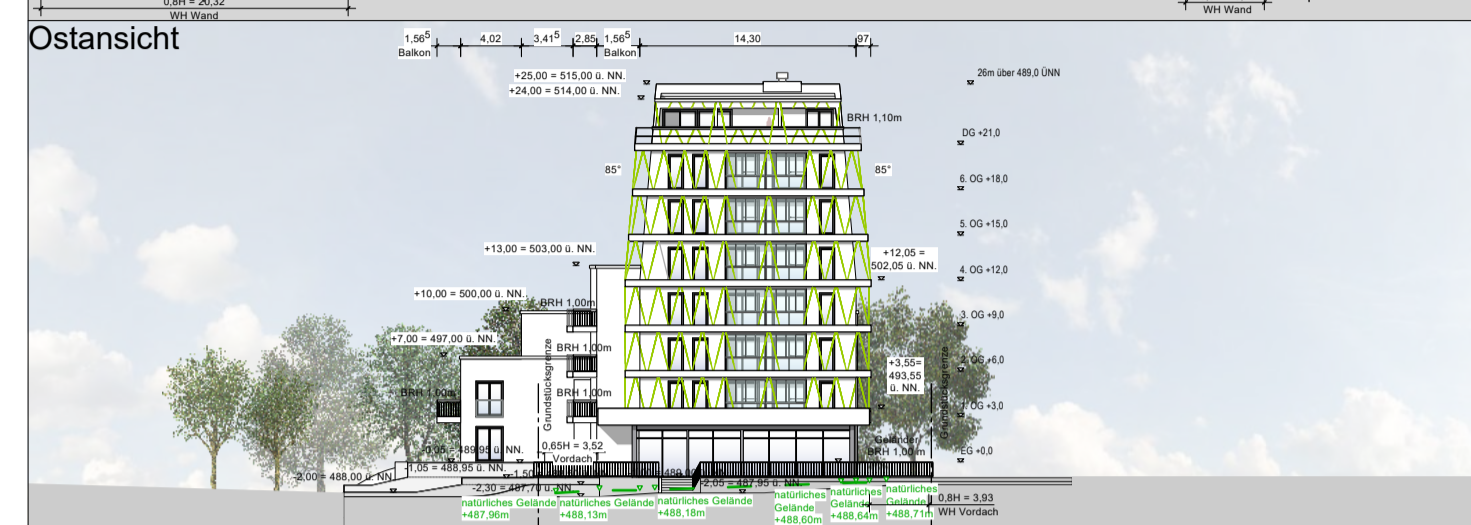 0,8H = 20,32
WH Wand
WH Wand
Ostansicht
1,56⁵
Balkon
4,02
3,41⁵
2,85
1,56⁵
Balkon
14,30
97
+25,00 = 515,00 ü. NN.
+24,00 = 514,00 ü. NN.
26m über 489,0 ÜNN
BRH 1,10m
DG +21,0
85°
85°
6. OG +18,0
5. OG +15,0
+13,00 = 503,00 ü. NN.
+12,05 =
502,05 ü. NN.
4. OG +12,0
+10,00 = 500,00 ü. NN.
BRH 1,00m
3. OG +9,0
+7,00 = 497,00 ü. NN.
BRH 1,00m
Grundstücksgrenze
+3,55=
493,55
ü. NN.
2. OG +6,0
Grundstücksgrenze
BRH 1,00m
BRH 1,00m
1. OG +3,0
-0,05 = 489,95 ü. NN.
0,65H = 3,52
Vordach
Geländer
BRH 1,00 m
EG +0,0
-1,05 = 488,95 ü. NN.
-2,00 = 488,00 ü. NN.
-2,30 = 487,70 ü. NN.
-2,05 = 487,95 ü. NN.
natürliches Gelände
+487,96m
natürliches Gelände
+488,13m
natürliches Gelände
+488,18m
natürliches
Gelände
+488,60m
natürliches
Gelände
+488,64m
natürliches
Gelände
+488,71m
0,8H = 3,93
WH Vordach